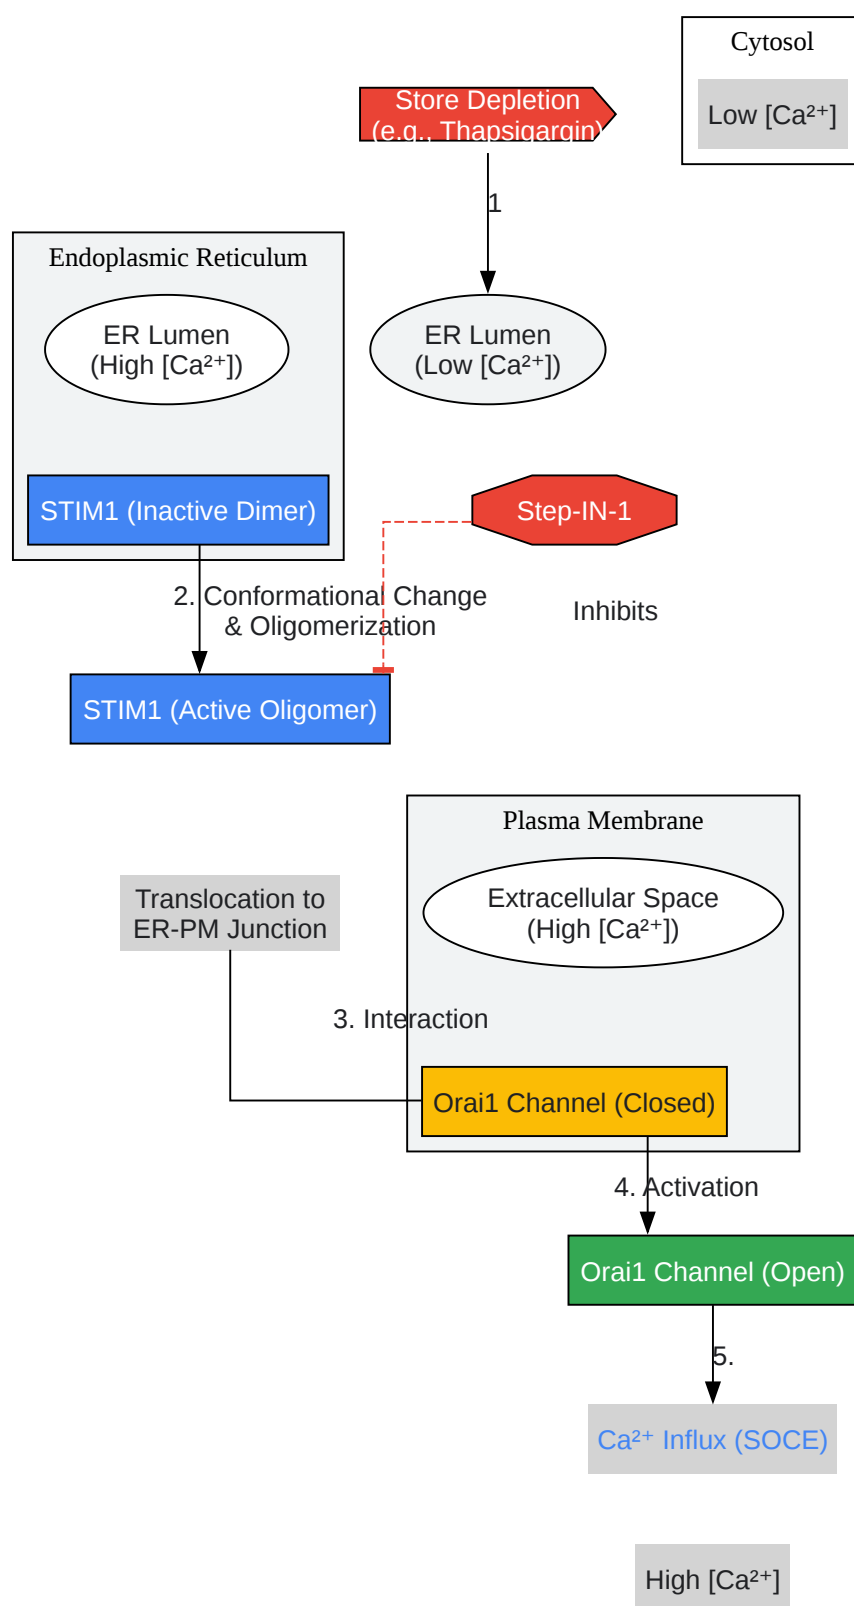 Cytosol
Low [Ca²⁺]
Store Depletion
(e.g., Thapsigargin)
1
Endoplasmic Reticulum
ER Lumen
(High [Ca²⁺])
ER Lumen
(Low [Ca²⁺])
STIM1 (Inactive Dimer)
Step-IN-1
2. Conformational Change
& Oligomerization
Inhibits
STIM1 (Active Oligomer)
Plasma Membrane
Extracellular Space
(High [Ca²⁺])
Translocation to
ER-PM Junction
3. Interaction
Orai1 Channel (Closed)
4. Activation
Orai1 Channel (Open)
5.
Ca²⁺ Influx (SOCE)
High [Ca²⁺]